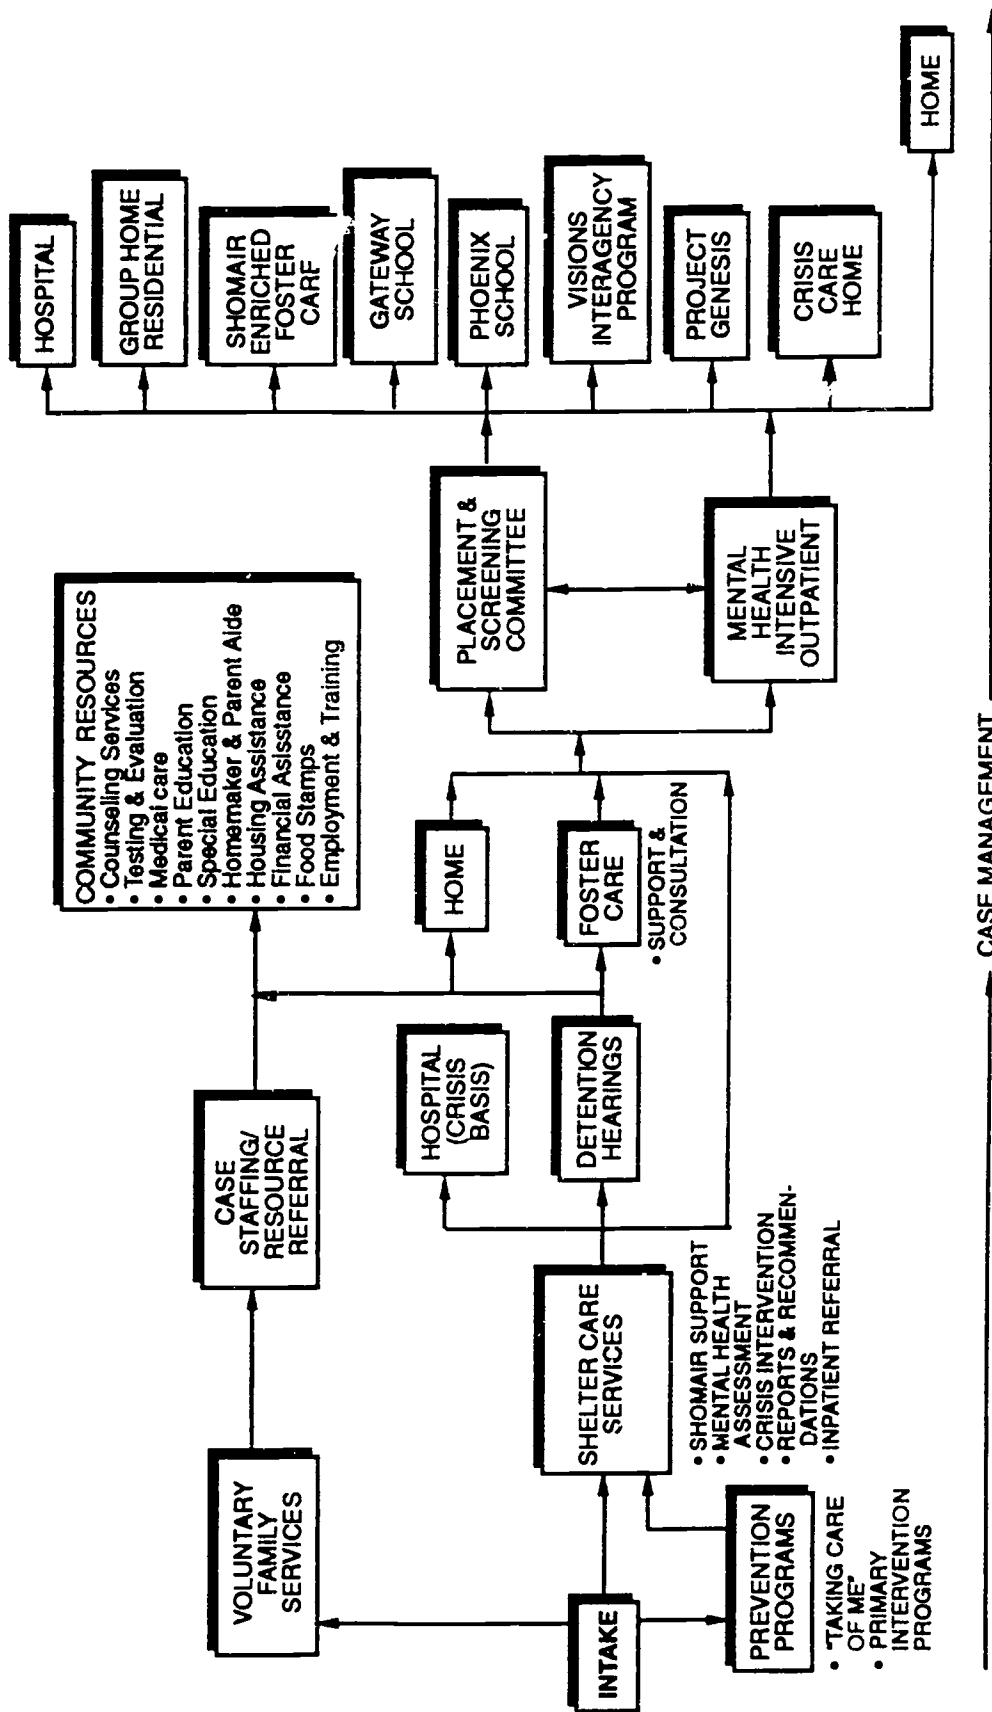 INTAKE
VOLUNTARY
FAMILY
SERVICES
PREVENTION
PROGRAMS
• "TAKING CARE
OF ME"
• PRIMARY
INTERVENTION
PROGRAMS
SHELTER CARE
SERVICES
• SHOMAIR SUPPORT
• MENTAL HEALTH
ASSESSMENT
• CRISIS INTERVENTION
• REPORTS & RECOMMEN-
DATIONS
• INPATIENT REFERRAL
CASE
STAFFING/
RESOURCE
REFERRAL
HOSPITAL
(CRISIS
BASIS)
DETENTION
HEARINGS
COMMUNITY RESOURCES
• Counseling Services
• Testing & Evaluation
• Medical care
• Parent Education
• Special Education
• Homemaker & Parent Aide
• Housing Assistance
• Financial Asisstance
• Food Stamps
• Employment & Training
HOME
FOSTER
CARE
• SUPPORT &
CONSULTATION
PLACEMENT &
SCREENING
COMMITTEE
MENTAL
HEALTH
INTENSIVE
OUTPATIENT
HOSPITAL
GROUP HOME
RESIDENTIAL
SHOMAIR
ENRICHED
FOSTER
CARF
GATEWAY
SCHOOL
PHOENIX
SCHOOL
VISIONS
INTERAGENCY
PROGRAM
PROJECT
GENESIS
CRISIS
CARE
HOME
HOME
CASE MANAGEMENT